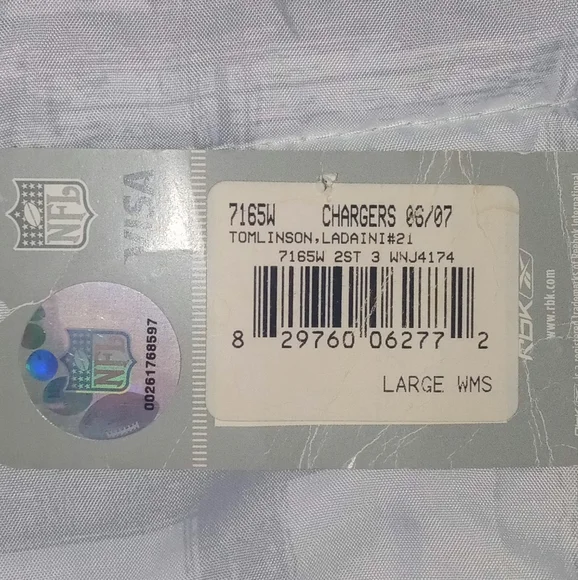 NFL
VISA
NFL
00261768597
7165W CHARGERS 06/07
TOMLINSON,LADAINI#21
7165W 2ST 3 WNJ4174
8 29760 06277 2
LARGE WMS
RBK
www.rbk.com